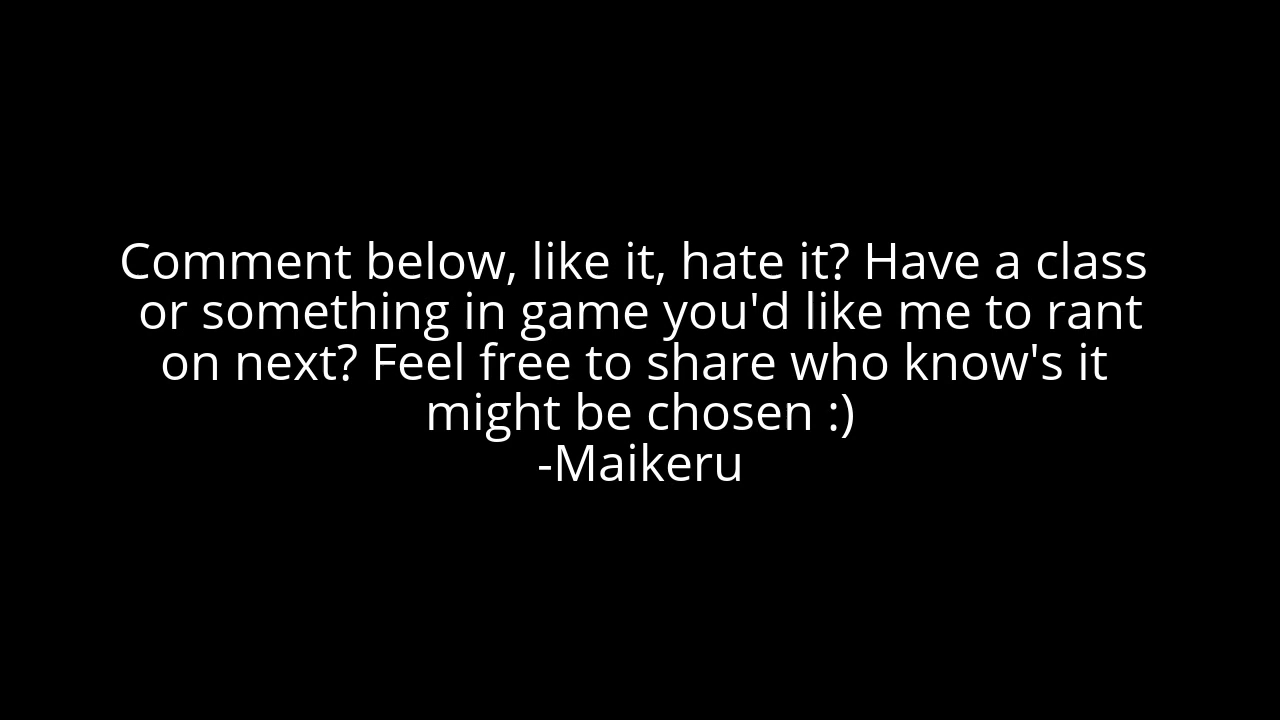 Comment below, like it, hate it? Have a class
or something in game you'd like me to rant
on next? Feel free to share who know's it
might be chosen :)
-Maikeru